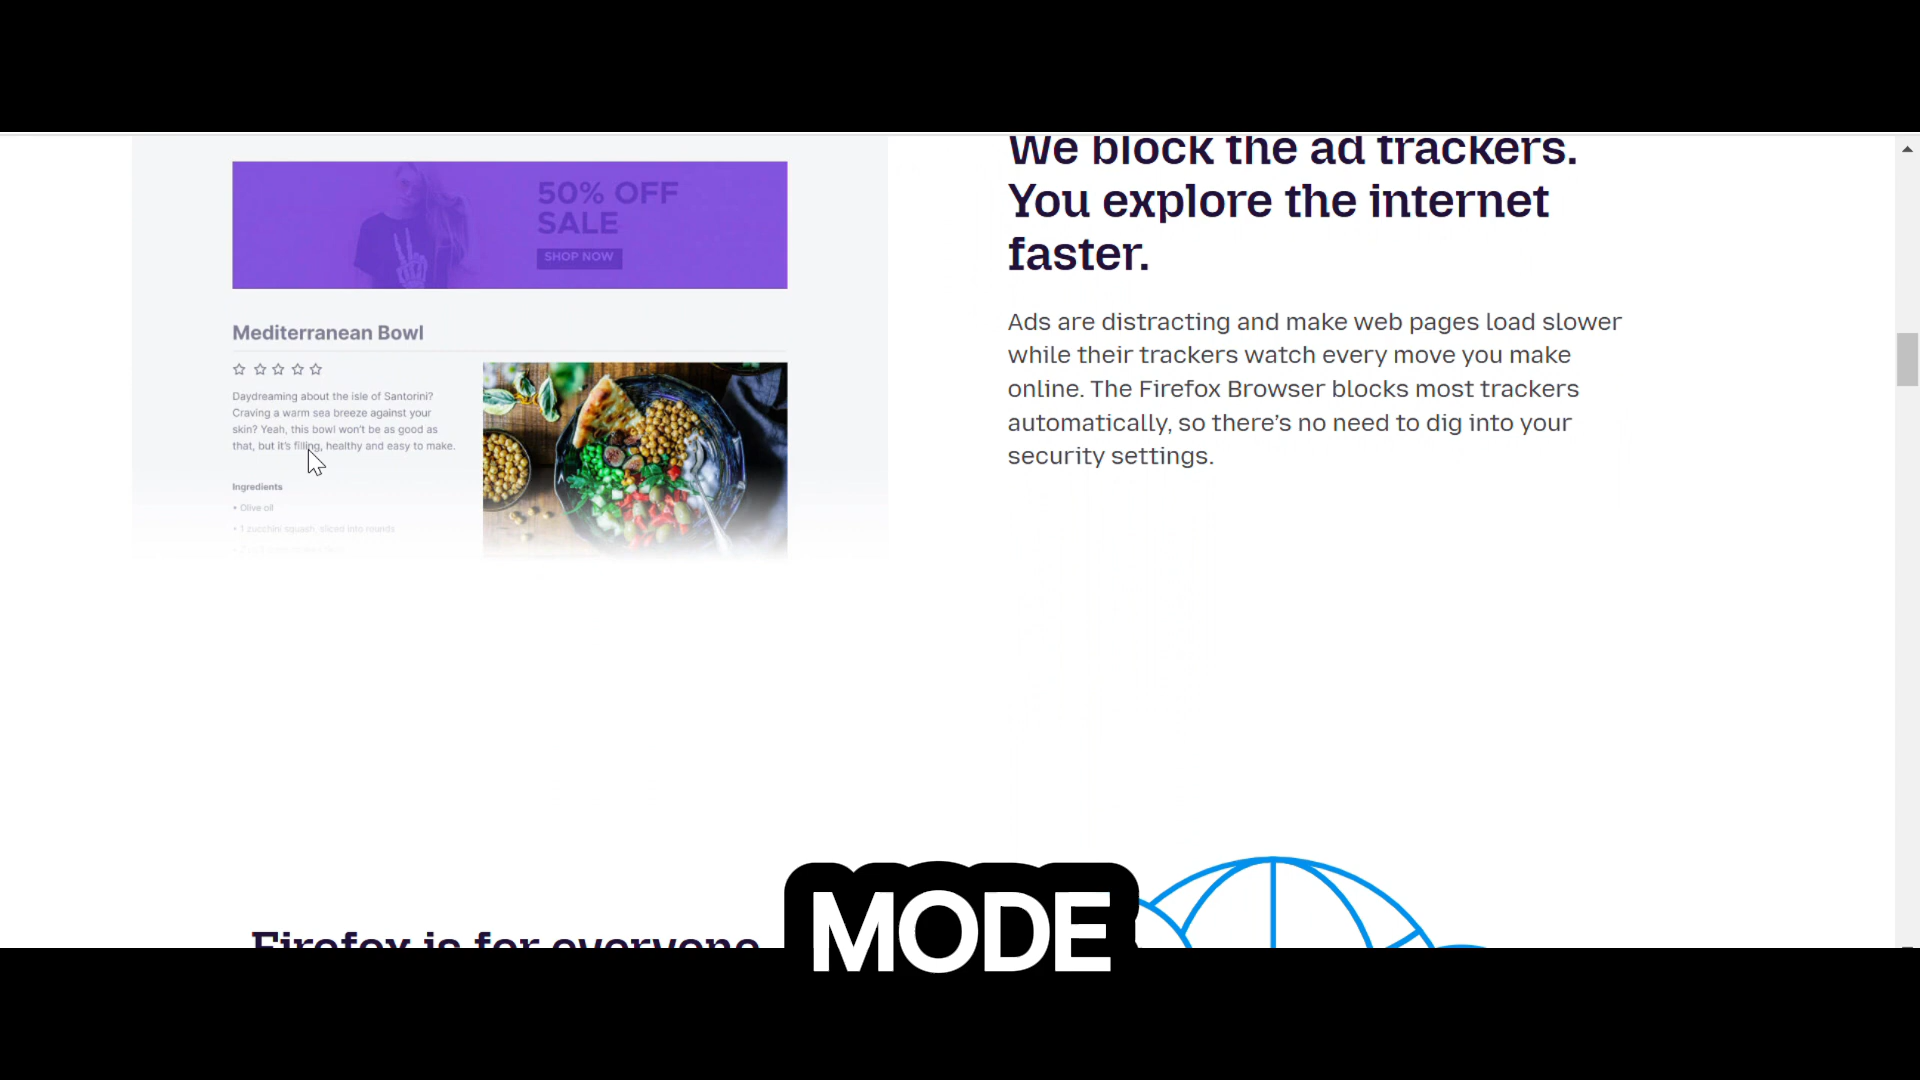 50% OFF
SALE
SHOP NOW
Mediterranean Bowl
Daydreaming about the isle of Santorini?
Craving a warm sea breeze against your
skin? Yeah, this bowl won't be as good as
that, but it's filling, healthy and easy to make.
Ingredients
• Olive oil
• 1 zucchini squash, sliced into rounds
We block the ad trackers.
You explore the internet
faster.
Ads are distracting and make web pages load slower
while their trackers watch every move you make
online. The Firefox Browser blocks most trackers
automatically, so there’s no need to dig into your
security settings.
Firefox is for everyone
MODE